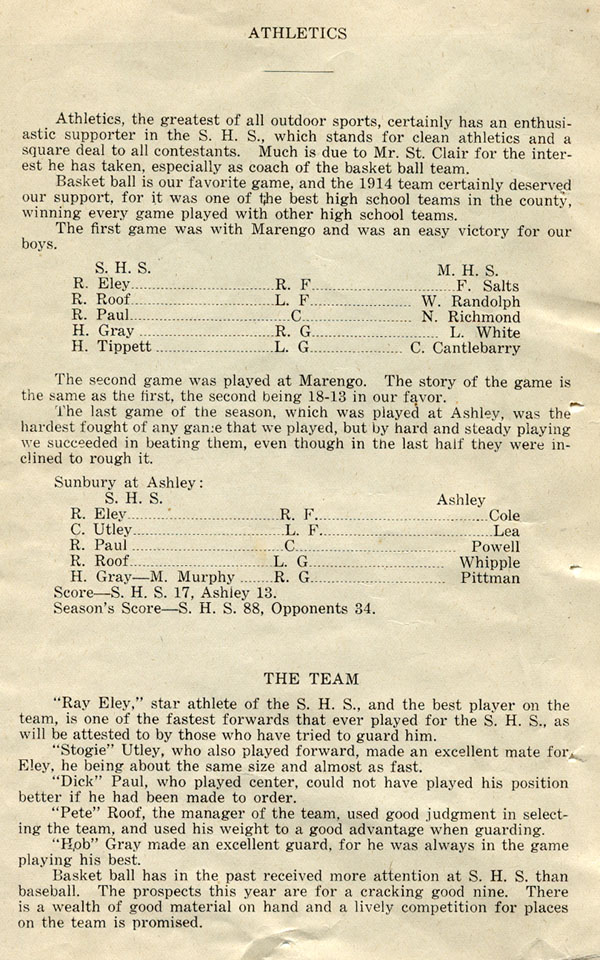 ATHLETICS
Athletics, the greatest of all outdoor sports, certainly has an enthusi-
astic supporter in the S. H. S., which stands for clean athletics and a
square deal to all contestants. Much is due to Mr. St. Clair for the inter-
est he has taken, especially as coach of the basket ball team.
Basket ball is our favorite game, and the 1914 team certainly deserved
our support, for it was one of the best high school teams in the county,
winning every game played with other high school teams.
The first game was with Marengo and was an easy victory for our
boys.
S. H. S. M. H. S.
R. Eley........................R. F........................F. Salts
R. Roof........................L. F........................ W. Randolph
R. Paul...........................C........................ N. Richmond
H. Gray ........................R. G........................ L. White
H. Tippett .....................L. G.................. C. Cantlebarry
The second game was played at Marengo. The story of the game is
the same as the first, the second being 18-13 in our favor.
The last game of the season, which was played at Ashley, was the
hardest fought of any game that we played, but by hard and steady playing
we succeeded in beating them, even though in the last half they were in-
clined to rough it.
Sunbury at Ashley:
S. H. S. Ashley
R. Eley...........................R. F..............................Cole
C. Utley..........................L. F..............................Lea
R. Paul ...........................C.............................. Powell
R. Roof........................L. G........................ Whipple
H. Gray—M. Murphy .......R. G........................ Pittman
Score—S. H. S. 17, Ashley 13.
Season's Score—S. H. S. 88, Opponents 34.
THE TEAM
"Ray Eley," star athlete of the S. H. S., and the best player on the
team, is one of the fastest forwards that ever played for the S. H. S., as
will be attested to by those who have tried to guard him.
"Stogie" Utley, who also played forward, made an excellent mate for
Eley, he being about the same size and almost as fast.
"Dick" Paul, who played center, could not have played his position
better if he had been made to order.
"Pete" Roof, the manager of the team, used good judgment in select-
ing the team, and used his weight to a good advantage when guarding.
"Hob" Gray made an excellent guard, for he was always in the game
playing his best.
Basket ball has in the past received more attention at S. H. S. than
baseball. The prospects this year are for a cracking good nine. There
is a wealth of good material on hand and a lively competition for places
on the team is promised.